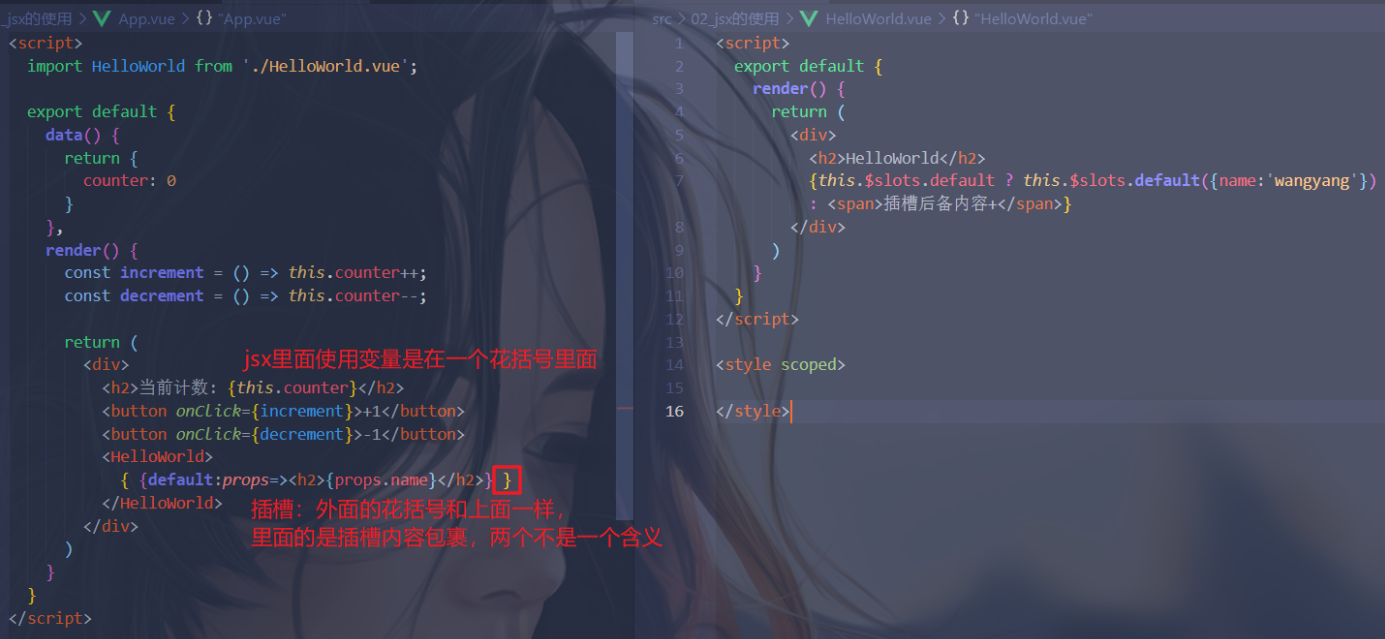 _jsx的使用 > App.vue > {} "App.vue"
<script>
import HelloWorld from './HelloWorld.vue';
export default {
data() {
return {
counter: 0
}
},
render() {
const increment = () => this.counter++;
const decrement = () => this.counter--;
return (
<div>
jsx里面使用变量是在一个花括号里面
<h2>当前计数: {this.counter}</h2>
<button onClick={increment}>+1</button>
<button onClick={decrement}>-1</button>
<HelloWorld>
{ {default:props=><h2>{props.name}</h2>} }
</HelloWorld>
插槽：外面的花括号和上面一样，
</div>
里面的是插槽内容包裹，两个不是一个含义
)
}
}
</script>
src > 02_jsx的使用 > HelloWorld.vue > {} "HelloWorld.vue"
1 <script>
2 export default {
3 render() {
4 return (
5 <div>
6 <h2>HelloWorld</h2>
7 {this.$slots.default ? this.$slots.default({name:'wangyang'})
: <span>插槽后备内容+</span>}
8 </div>
9 )
10 }
11 }
12 </script>
13
14 <style scoped>
15
16 </style>